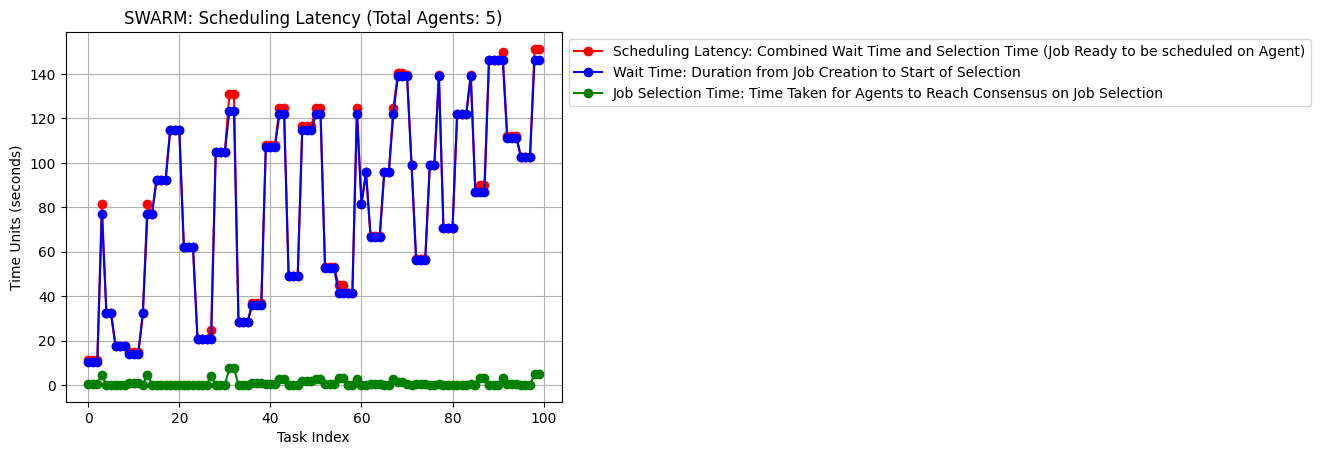 SWARM: Scheduling Latency (Total Agents: 5)
Scheduling Latency: Combined Wait Time and Selection Time (Job Ready to be scheduled on Agent)
Wait Time: Duration from Job Creation to Start of Selection
Job Selection Time: Time Taken for Agents to Reach Consensus on Job Selection
Time Units (seconds)
140
120
100
80
60
40
20
0
0 20 40 60 80 100
Task Index